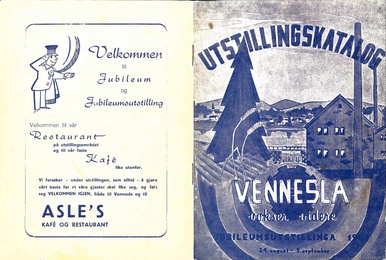 Velkommen
til
Jubileum
og
Jubileumsutstilling
Velkommen til vår
Restaurant
på utstillingsområdet
og til vår faste
Kafé
like utenfor.
Vi forsøker - under utstillingen, som alltid - å gjøre
vårt beste for at våre gjester skal like seg, og føle
seg VELKOMMEN IGJEN, både til Vennesla og til
ASLE'S
KAFÉ OG RESTAURANT
UTSTILLINGSKATALOG
VENNESLA
vokser videre
JUBILEUMSUTSTILLINGA
24. august - 3. september